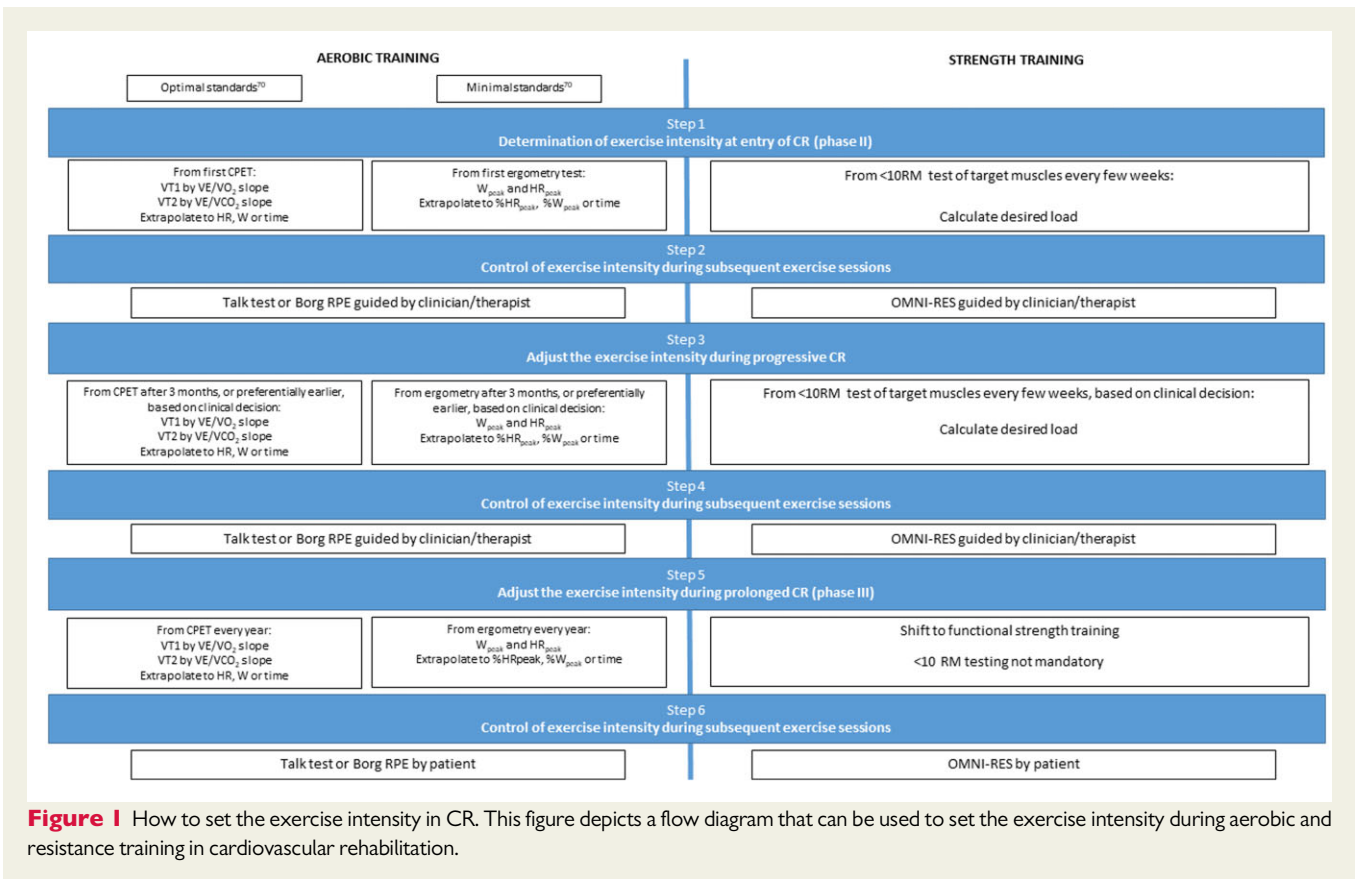 AEROBIC TRAINING
STRENGTH TRAINING
Optimal standards⁷⁰
Minimal standards⁷⁰
Step 1
Determination of exercise intensity at entry of CR (phase II)
From first CPET:
VT1 by VE/VO₂ slope
VT2 by VE/VCO₂ slope
Extrapolate to HR, W or time
From first ergometry test:
Wpeak and HRpeak
Extrapolate to %HRpeak, %Wpeak or time
From <10RM test of target muscles every few weeks:
Calculate desired load
Step 2
Control of exercise intensity during subsequent exercise sessions
Talk test or Borg RPE guided by clinician/therapist
OMNI-RES guided by clinician/therapist
Step 3
Adjust the exercise intensity during progressive CR
From CPET after 3 months, or preferentially earlier,
based on clinical decision:
VT1 by VE/VO₂ slope
VT2 by VE/VCO₂ slope
Extrapolate to HR, W or time
From ergometry after 3 months, or preferentially
earlier, based on clinical decision:
Wpeak and HRpeak
Extrapolate to %HRpeak, %Wpeak or time
From <10RM test of target muscles every few weeks, based on clinical decision:
Calculate desired load
Step 4
Control of exercise intensity during subsequent exercise sessions
Talk test or Borg RPE guided by clinician/therapist
OMNI-RES guided by clinician/therapist
Step 5
Adjust the exercise intensity during prolonged CR (phase III)
From CPET every year:
VT1 by VE/VO₂ slope
VT2 by VE/VCO₂ slope
Extrapolate to HR, W or time
From ergometry every year:
Wpeak and HRpeak
Extrapolate to %HRpeak, %Wpeak or time
Shift to functional strength training
<10 RM testing not mandatory
Step 6
Control of exercise intensity during subsequent exercise sessions
Talk test or Borg RPE by patient
OMNI-RES by patient
Figure 1 How to set the exercise intensity in CR. This figure depicts a flow diagram that can be used to set the exercise intensity during aerobic and
resistance training in cardiovascular rehabilitation.